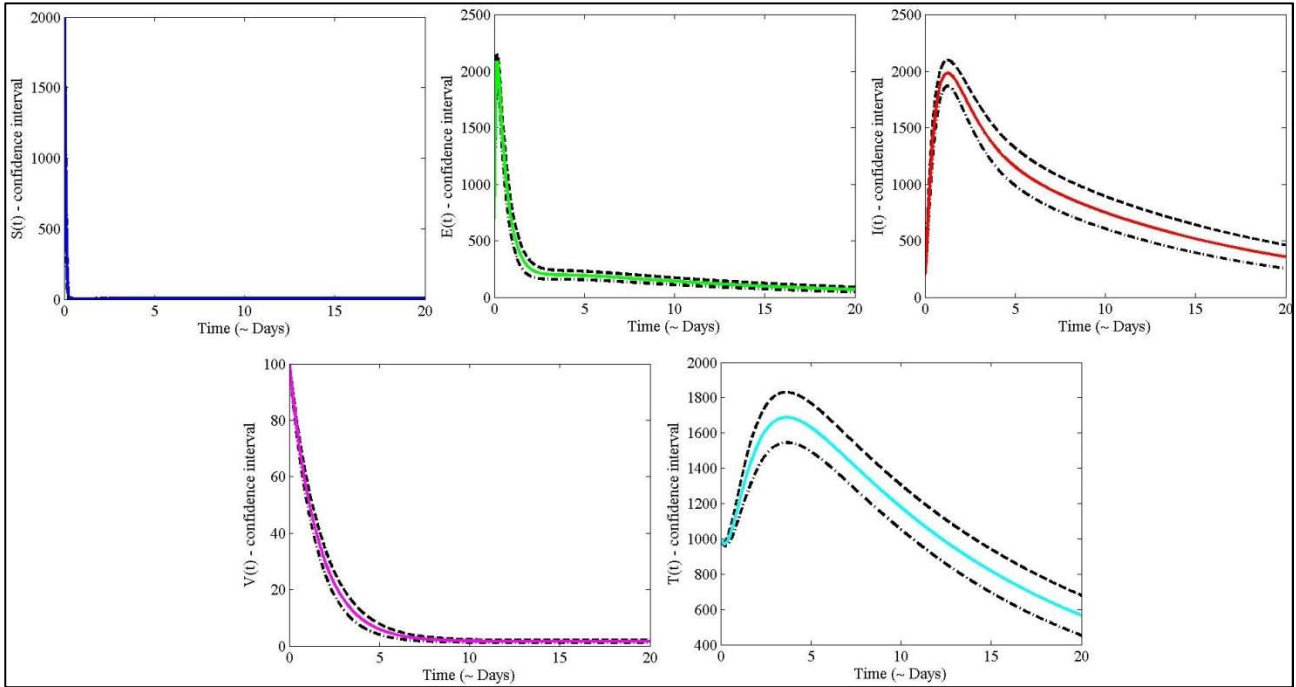 S(t) - confidence interval
2000
1500
1000
500
0
0 5 10 15 20
Time (~ Days)
E(t) - confidence interval
2500
2000
1500
1000
500
0
0 5 10 15 20
Time (~ Days)
I(t) - confidence interval
2500
2000
1500
1000
500
0
0 5 10 15 20
Time (~ Days)
V(t) - confidence interval
100
80
60
40
20
0
0 5 10 15 20
Time (~ Days)
T(t) - confidence interval
2000
1800
1600
1400
1200
1000
800
600
400
0 5 10 15 20
Time (~ Days)